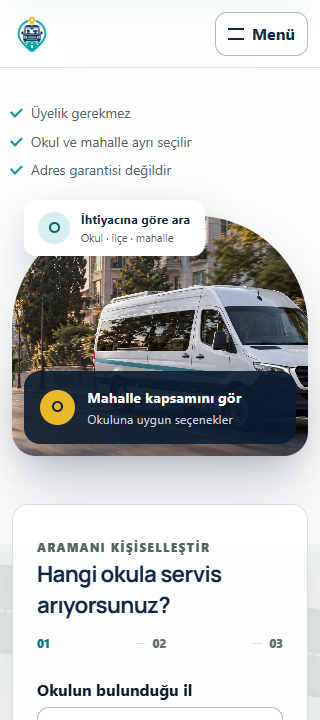 Menü
Üyelik gerekmez
Okul ve mahalle ayrı seçilir
Adres garantisi değildir
İhtiyacına göre ara
Okul · ilçe · mahalle
Mahalle kapsamını gör
Okuluna uygun seçenekler
ARAMANI KİŞİSELLEŞTİR
Hangi okula servis
arıyorsunuz?
01 — 02 — 03
Okulun bulunduğu il